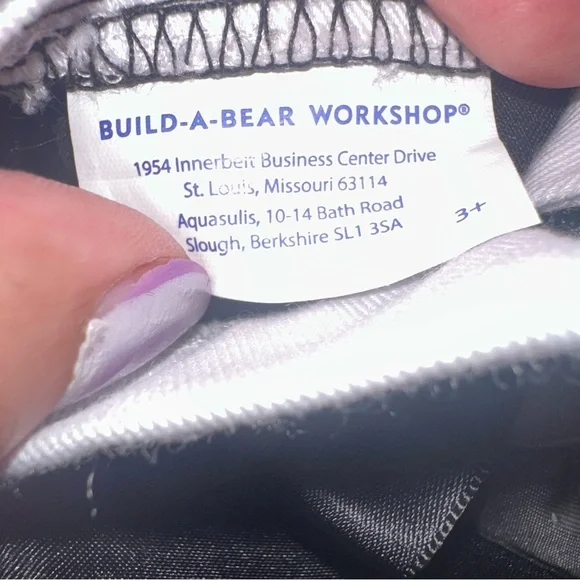 BUILD-A-BEAR WORKSHOP®
1954 Innerbelt Business Center Drive
St. Louis, Missouri 63114
Aquasulis, 10-14 Bath Road
Slough, Berkshire SL1 3SA
3+